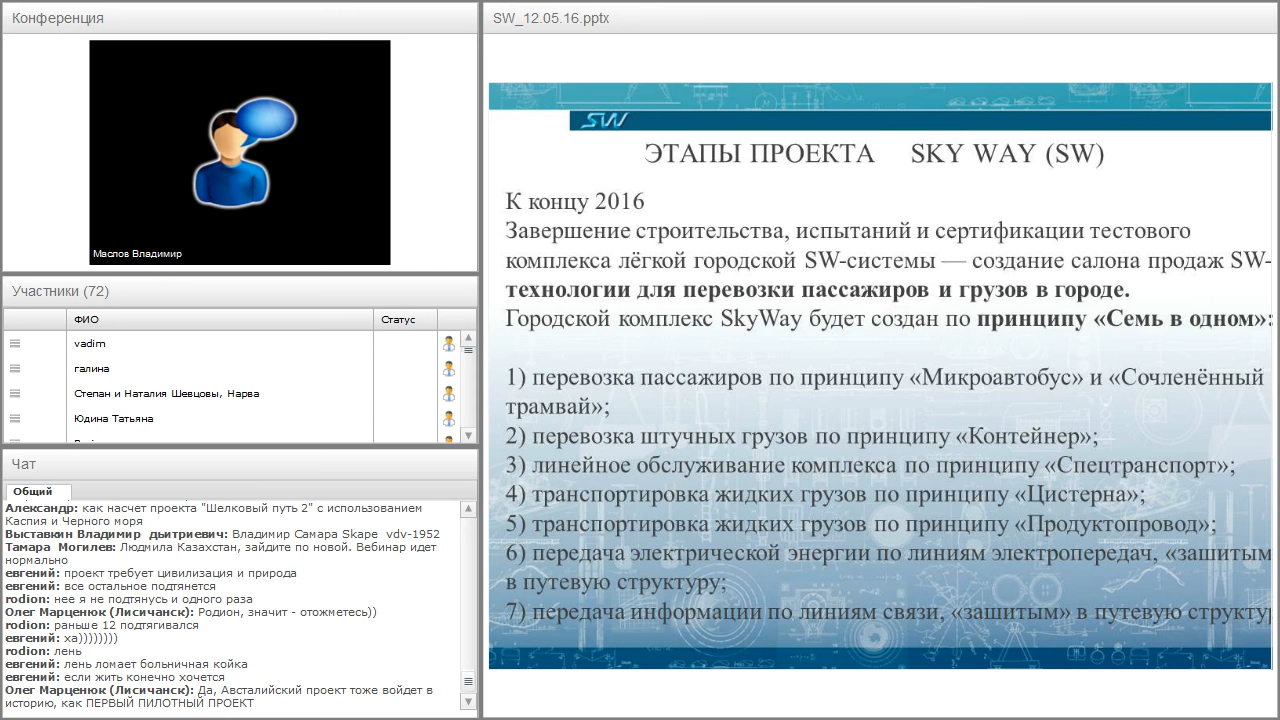 Конференция
Маслов Владимир
Участники (72)
ФИО
Статус
vadim
галина
Степан и Наталия Шевцовы, Нарва
Юдина Татьяна
Чат
Общий
Александр: как насчет проекта "Шелковый путь 2" с использованием
Каспия и Черного моря
Выставкин Владимир дьитриевич: Владимир Самара Skape vdv-1952
Тамара Могилев: Людмила Казахстан, зайдите по новой. Вебинар идет
нормально
евгений: проект требует цивилизация и природа
евгений: все остальное подтянется
rodion: нее я не подтянусь и одного раза
Олег Марценюк (Лисичанск): Родион, значит - отожметесь))
rodion: раньше 12 подтягивался
евгений: ха))))))))
rodion: лень
евгений: лень ломает больничная койка
евгений: если жить конечно хочется
Олег Марценюк (Лисичанск): Да, Австалийский проект тоже войдет в
историю, как ПЕРВЫЙ ПИЛОТНЫЙ ПРОЕКТ
SW_12.05.16.pptx
SW
ЭТАПЫ ПРОЕКТА SKY WAY (SW)
К концу 2016
Завершение строительства, испытаний и сертификации тестового
комплекса лёгкой городской SW-системы — создание салона продаж SW-
технологии для перевозки пассажиров и грузов в городе.
Городской комплекс SkyWay будет создан по принципу «Семь в одном»:
1) перевозка пассажиров по принципу «Микроавтобус» и «Сочленённый
трамвай»;
2) перевозка штучных грузов по принципу «Контейнер»;
3) линейное обслуживание комплекса по принципу «Спецтранспорт»;
4) транспортировка жидких грузов по принципу «Цистерна»;
5) транспортировка жидких грузов по принципу «Продуктопровод»;
6) передача электрической энергии по линиям электропередач, «зашитым
в путевую структуру;
7) передача информации по линиям связи, «зашитым» в путевую структур